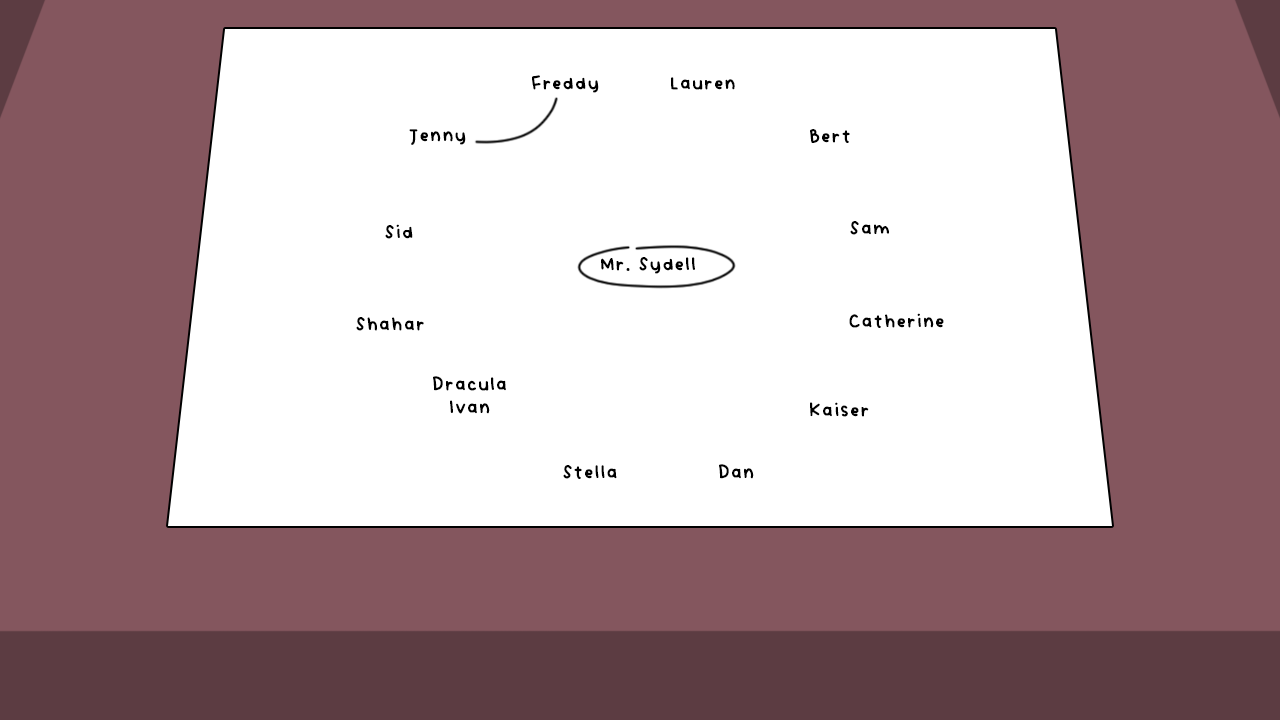 Freddy
Lauren
Jenny
Bert
Sid
Sam
Mr. Sydell
Shahar
Catherine
Dracula
Ivan
Kaiser
Stella
Dan